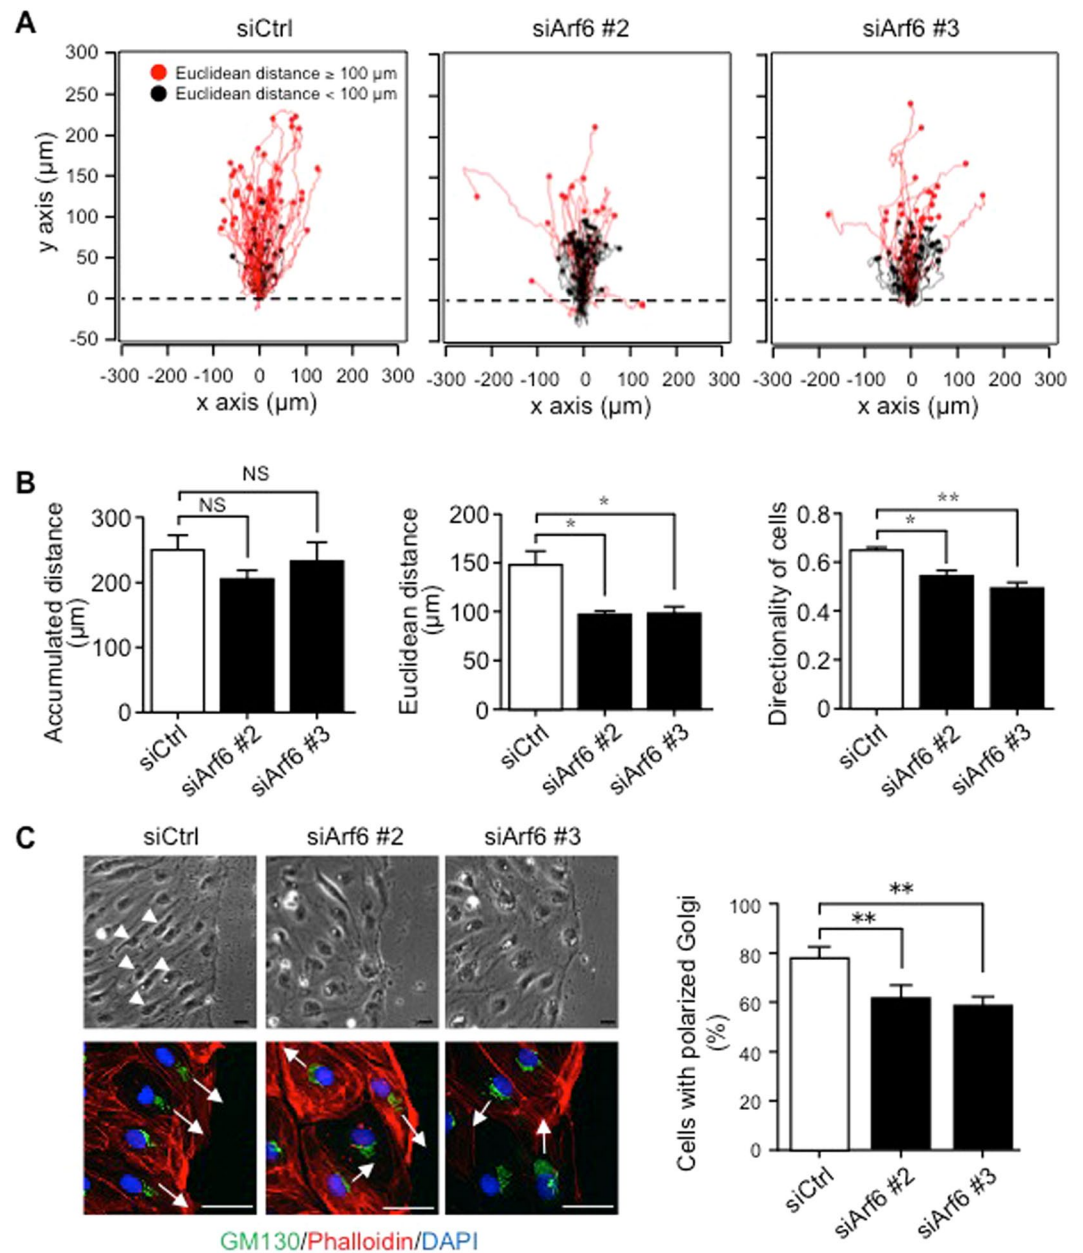 A
siCtrl
siArf6 #2
siArf6 #3
Euclidean distance ≥ 100 µm
Euclidean distance < 100 µm
y axis (µm)
300
250
200
150
100
50
0
-50
-300 -200 -100 0 100 200 300
-300 -200 -100 0 100 200 300
-300 -200 -100 0 100 200 300
x axis (µm)
x axis (µm)
x axis (µm)
B
Accumulated distance
(µm)
300
200
100
0
NS
NS
siCtrl
siArf6 #2
siArf6 #3
Euclidean distance
(µm)
200
150
100
50
0
*
*
siCtrl
siArf6 #2
siArf6 #3
Directionality of cells
0.8
0.6
0.4
0.2
0
**
*
siCtrl
siArf6 #2
siArf6 #3
C
siCtrl
siArf6 #2
siArf6 #3
GM130/Phalloidin/DAPI
Cells with polarized Golgi
(%)
100
80
60
40
20
0
**
**
siCtrl
siArf6 #2
siArf6 #3